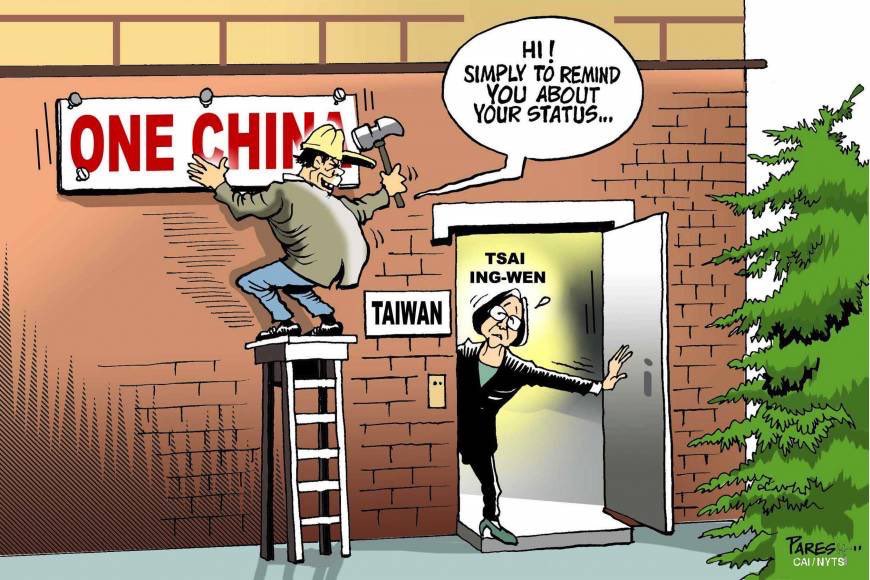 ONE CHINA
HI!
SIMPLY TO REMIND
YOU ABOUT
YOUR STATUS...
TSAI
ING-WEN
TAIWAN
PARES
CAI/NYTS